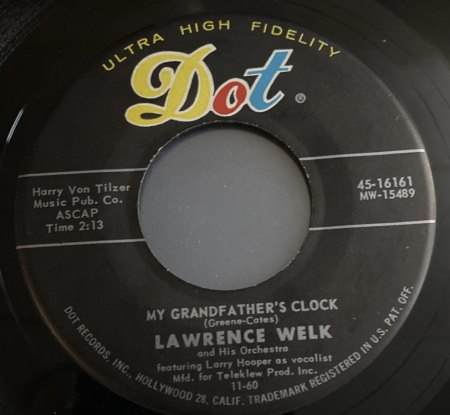 ULTRA HIGH FIDELITY
Dot ®
Harry Von Tilzer
Music Pub. Co.
ASCAP
Time 2:13
45-16161
MW-15489
MY GRANDFATHER'S CLOCK
(Greene-Cotes)
LAWRENCE WELK
and His Orchestra
featuring Larry Hooper as vocalist
Mfd. for Teleklew Prod. Inc.
11-60
DOT RECORDS, INC., HOLLYWOOD 28, CALIF. TRADEMARK REGISTERED IN U.S. PAT. OFF.